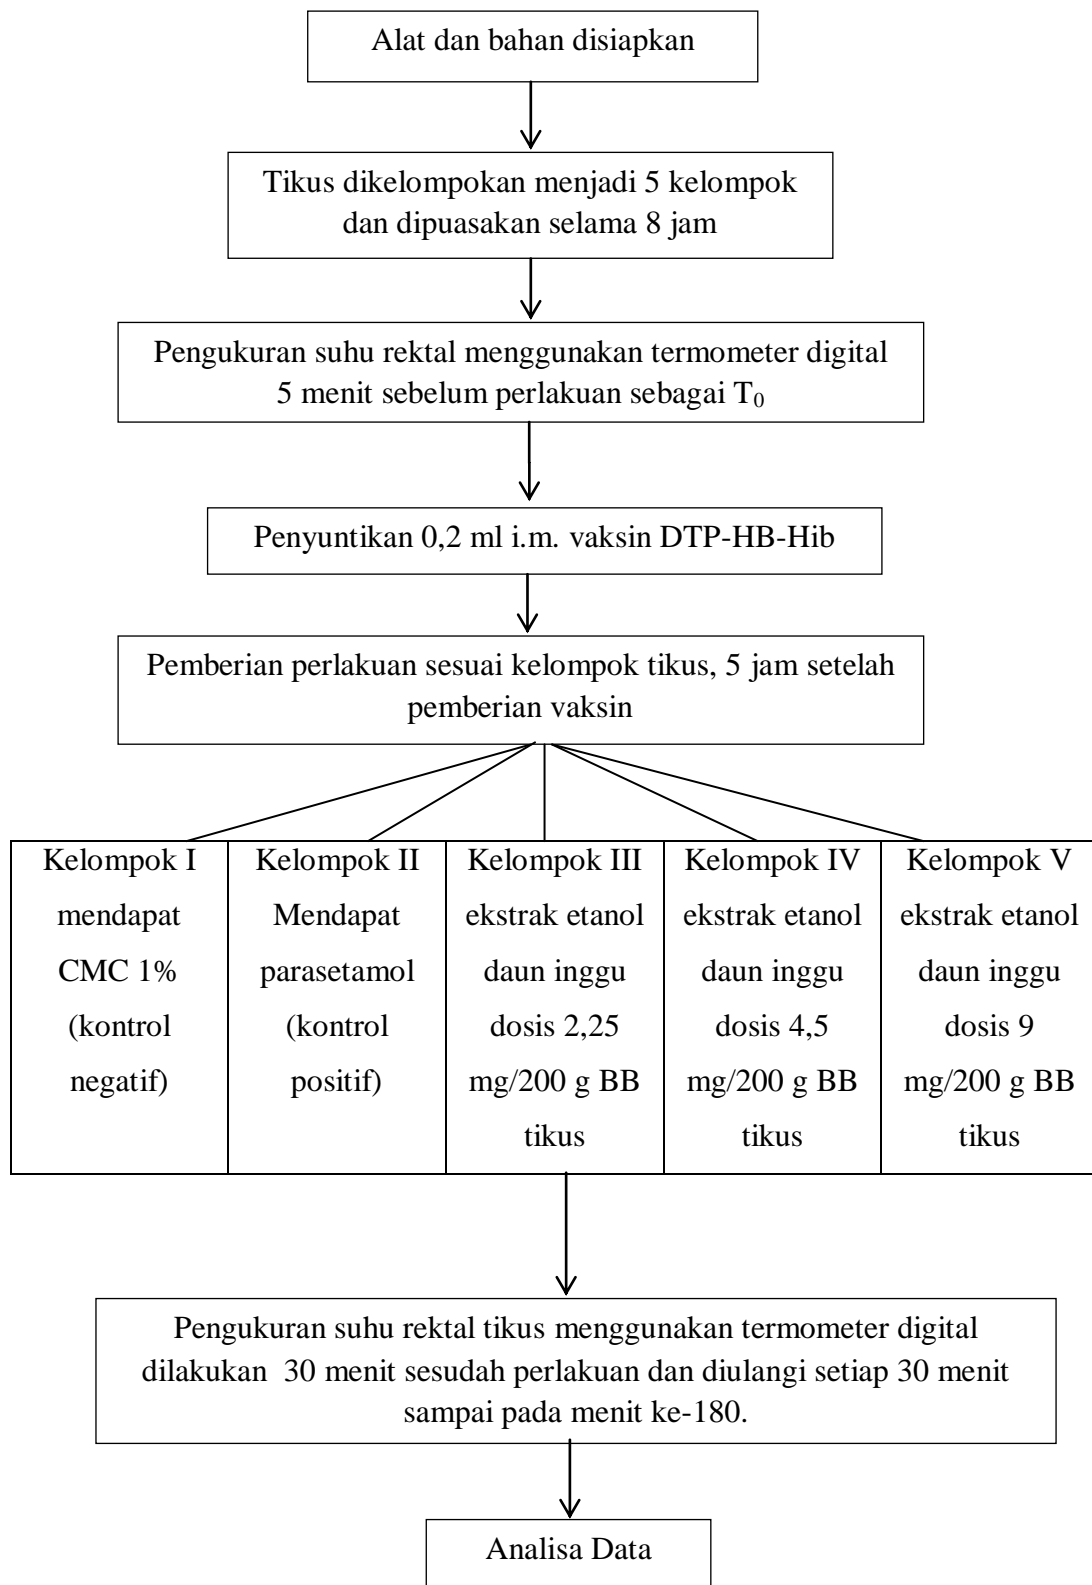 Alat dan bahan disiapkan
Tikus dikelompokan menjadi 5 kelompok
dan dipuasakan selama 8 jam
Pengukuran suhu rektal menggunakan termometer digital
5 menit sebelum perlakuan sebagai T₀
Penyuntikan 0,2 ml i.m. vaksin DTP-HB-Hib
Pemberian perlakuan sesuai kelompok tikus, 5 jam setelah
pemberian vaksin
Kelompok I
mendapat
CMC 1%
(kontrol
negatif)
Kelompok II
Mendapat
parasetamol
(kontrol
positif)
Kelompok III
ekstrak etanol
daun inggu
dosis 2,25
mg/200 g BB
tikus
Kelompok IV
ekstrak etanol
daun inggu
dosis 4,5
mg/200 g BB
tikus
Kelompok V
ekstrak etanol
daun inggu
dosis 9
mg/200 g BB
tikus
Pengukuran suhu rektal tikus menggunakan termometer digital
dilakukan 30 menit sesudah perlakuan dan diulangi setiap 30 menit
sampai pada menit ke-180.
Analisa Data